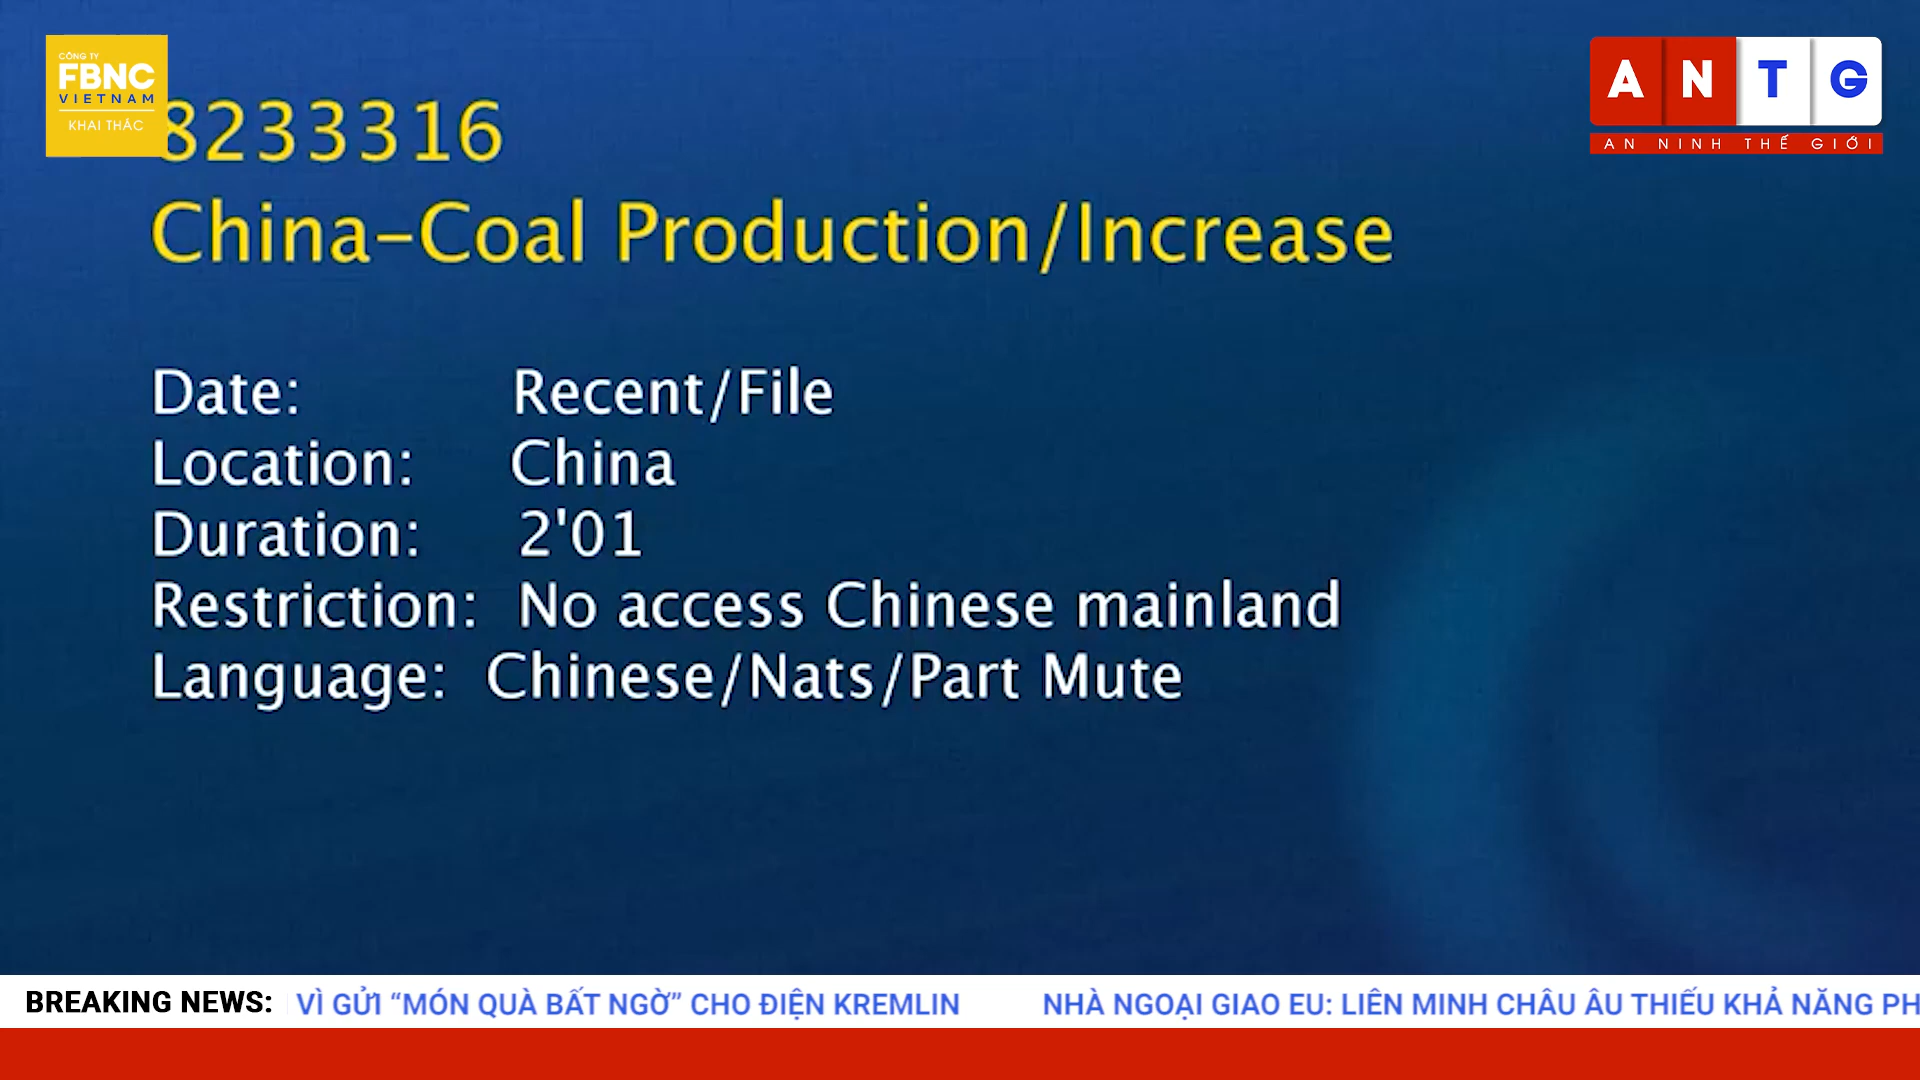 CÔNG TY
FBNC
VIETNAM
KHAI THÁC
A N T G
AN NINH THẾ GIỚI
8233316
China-Coal Production/Increase
Date: Recent/File
Location: China
Duration: 2'01
Restriction: No access Chinese mainland
Language: Chinese/Nats/Part Mute
BREAKING NEWS: VÌ GỬI “MÓN QUÀ BẤT NGỜ” CHO ĐIỆN KREMLIN NHÀ NGOẠI GIAO EU: LIÊN MINH CHÂU ÂU THIẾU KHẢ NĂNG PH